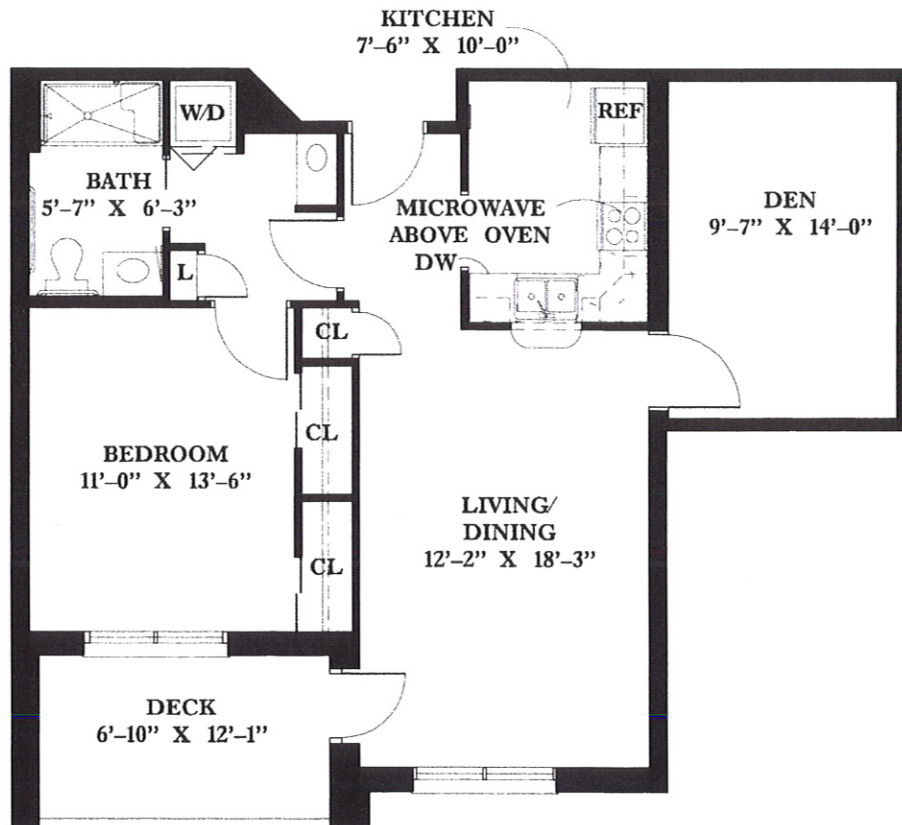 KITCHEN
7’–6” X 10’–0”
W/D
REF
BATH
5’–7” X 6’–3”
MICROWAVE
ABOVE OVEN
DW
DEN
9’–7” X 14’–0”
L
CL
CL
BEDROOM
11’–0” X 13’–6”
LIVING/
DINING
12’–2” X 18’–3”
CL
DECK
6’–10” X 12’–1”